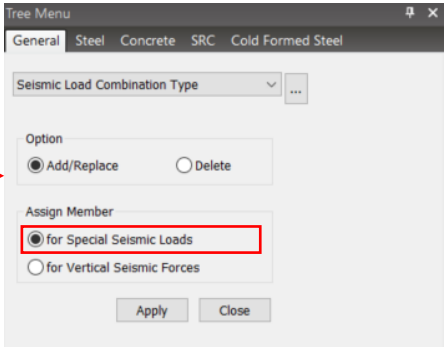 Tree Menu
General Steel Concrete SRC Cold Formed Steel
Seismic Load Combination Type ...
Option
Add/Replace Delete
Assign Member
for Special Seismic Loads
for Vertical Seismic Forces
Apply Close